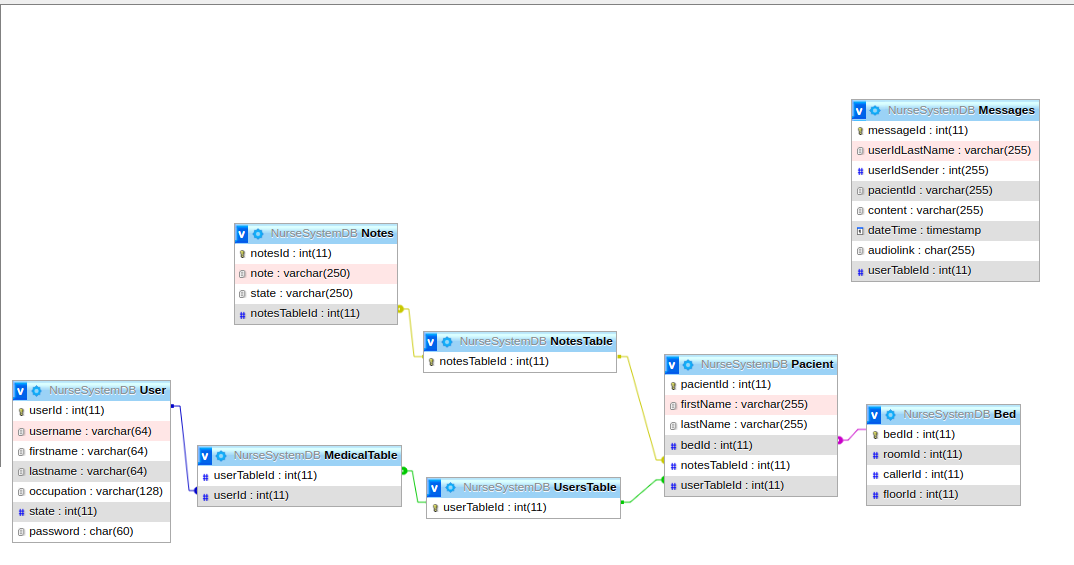 NurseSystemDB Messages
messageId : int(11)
userIdLastName : varchar(255)
userIdSender : int(255)
pacientId : varchar(255)
content : varchar(255)
dateTime : timestamp
audiolink : char(255)
userTableId : int(11)
NurseSystemDB Notes
notesId : int(11)
note : varchar(250)
state : varchar(250)
notesTableId : int(11)
NurseSystemDB NotesTable
notesTableId : int(11)
NurseSystemDB Pacient
pacientId : int(11)
firstName : varchar(255)
lastName : varchar(255)
bedId : int(11)
notesTableId : int(11)
userTableId : int(11)
NurseSystemDB User
userId : int(11)
username : varchar(64)
firstname : varchar(64)
lastname : varchar(64)
occupation : varchar(128)
state : int(11)
password : char(60)
NurseSystemDB Bed
bedId : int(11)
roomId : int(11)
callerId : int(11)
floorId : int(11)
NurseSystemDB MedicalTable
userTableId : int(11)
userId : int(11)
NurseSystemDB UsersTable
userTableId : int(11)